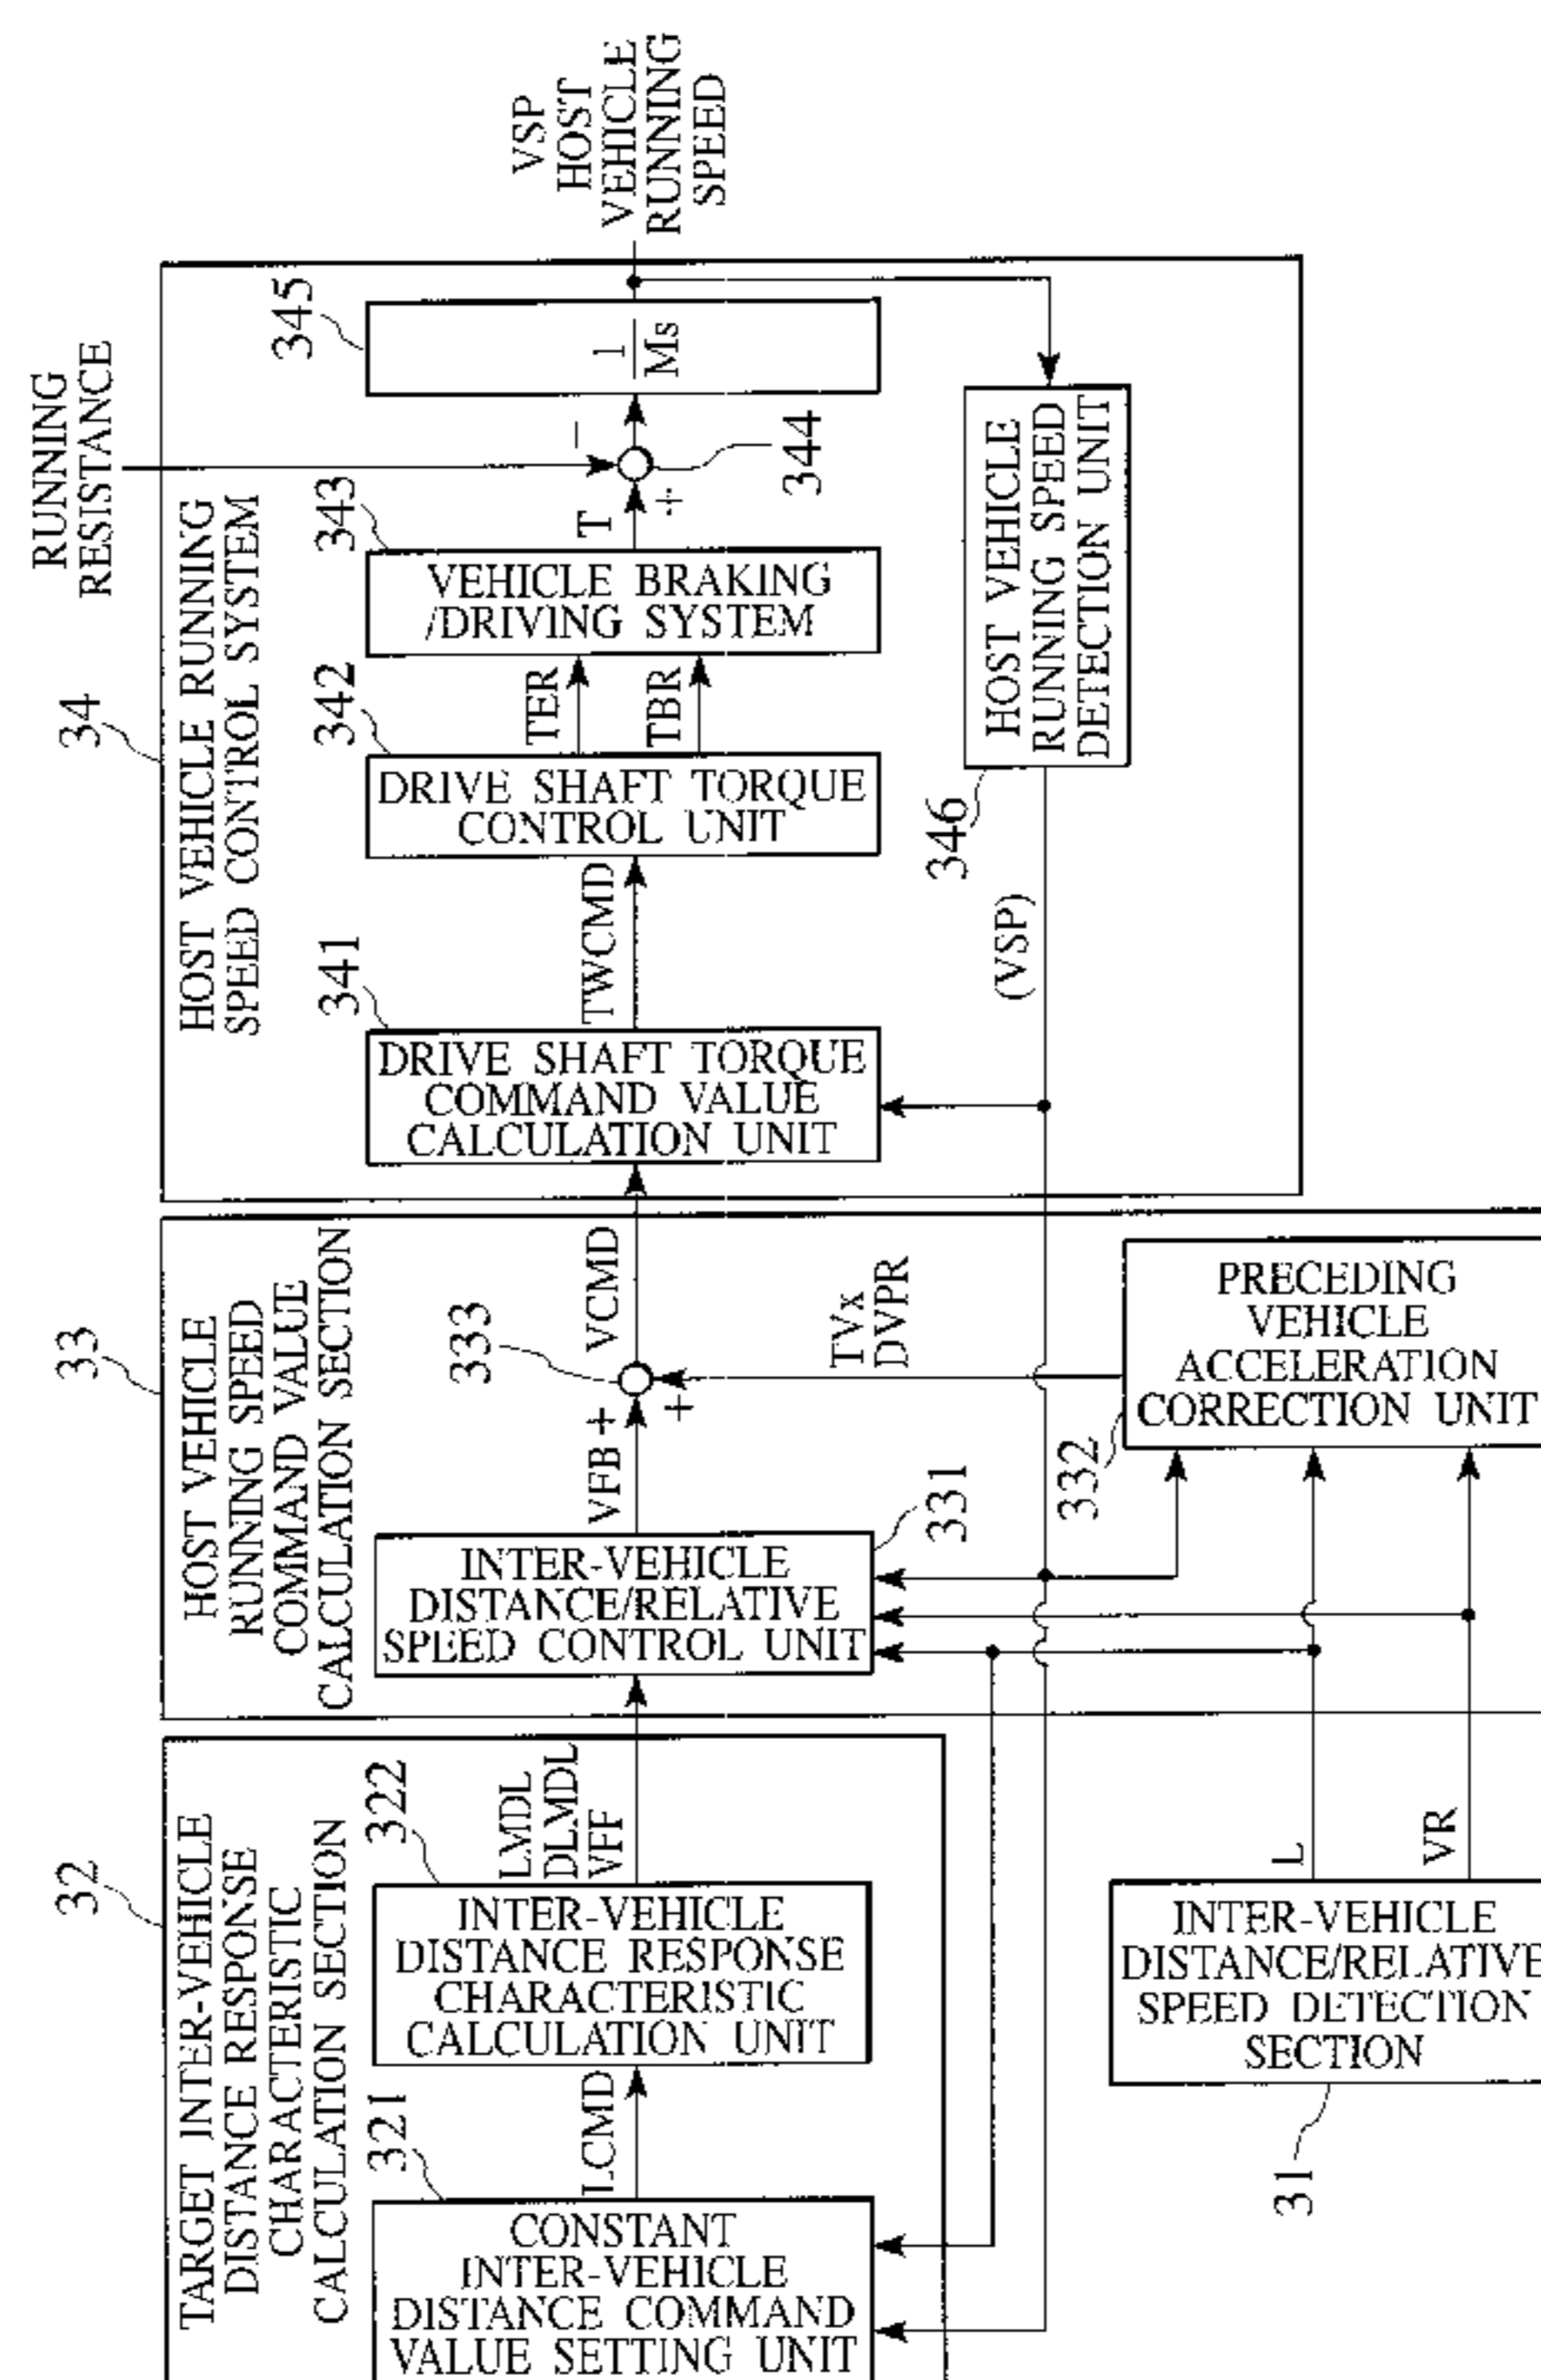 32
TARGET INTER-VEHICLE
DISTANCE RESPONSE
CHARACTERISTIC
CALCULATION SECTION
321
CONSTANT
INTER-VEHICLE
DISTANCE COMMAND
VALUE SETTING UNIT
LCMD
322
INTER-VEHICLE
DISTANCE RESPONSE
CHARACTERISTIC
CALCULATION UNIT
LMDL
DLMDL
VFF
31
INTER-VEHICLE
DISTANCE/RELATIVE
SPEED DETECTION
SECTION
L
VR
33
HOST VEHICLE
RUNNING SPEED
COMMAND VALUE
CALCULATION SECTION
331
INTER-VEHICLE
DISTANCE/RELATIVE
SPEED CONTROL UNIT
VFB +
+
333
VCMD
TVx
DVPR
332
PRECEDING
VEHICLE
ACCELERATION
CORRECTION UNIT
34
HOST VEHICLE RUNNING
SPEED CONTROL SYSTEM
341
DRIVE SHAFT TORQUE
COMMAND VALUE
CALCULATION UNIT
TWCMD
342
DRIVE SHAFT TORQUE
CONTROL UNIT
TER
TBR
343
VEHICLE BRAKING
/DRIVING SYSTEM
T
+
−
344
RUNNING
RESISTANCE
345
1
Ms
(VSP)
346
HOST VEHICLE
RUNNING SPEED
DETECTION UNIT
VSP
HOST
VEHICLE
RUNNING
SPEED